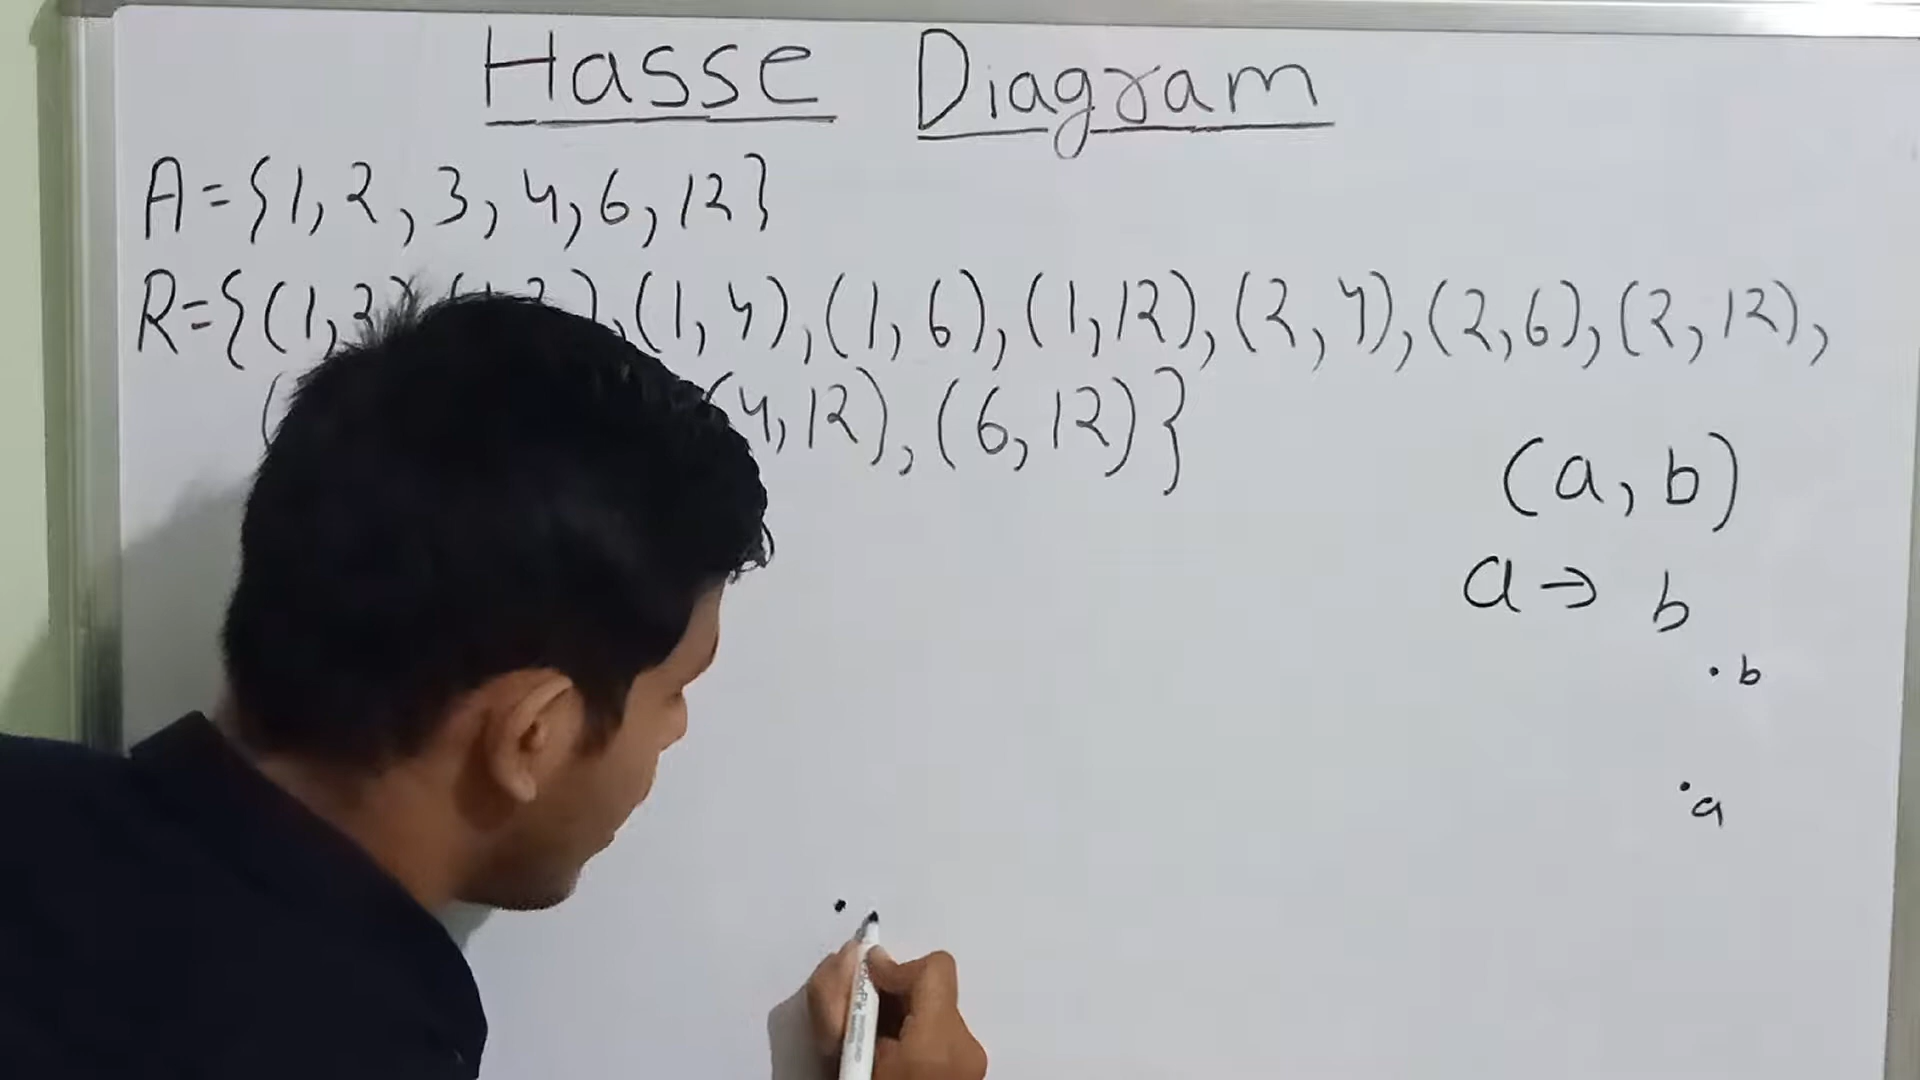 Hasse Diagram
A={1,2,3,4,6,12}
R={(1,2),(1,3),(1,4),(1,6),(1,12),(2,4),(2,6),(2,12),
(4,12),(6,12)}
(a,b)
a→ b
b
a